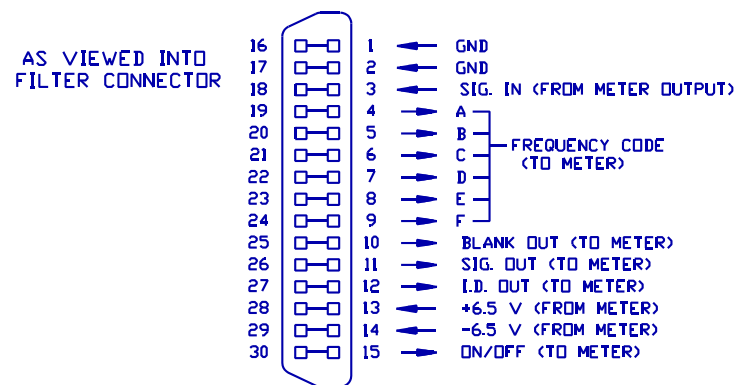 AS VIEWED INTO
FILTER CONNECTOR
16 1 GND
17 2 GND
18 3 SIG. IN (FROM METER OUTPUT)
19 4 A
20 5 B
21 6 C
22 7 D
23 8 E
24 9 F
FREQUENCY CODE
(TO METER)
25 10 BLANK OUT (TO METER)
26 11 SIG. OUT (TO METER)
27 12 I.D. OUT (TO METER)
28 13 +6.5 V (FROM METER)
29 14 -6.5 V (FROM METER)
30 15 ON/OFF (TO METER)